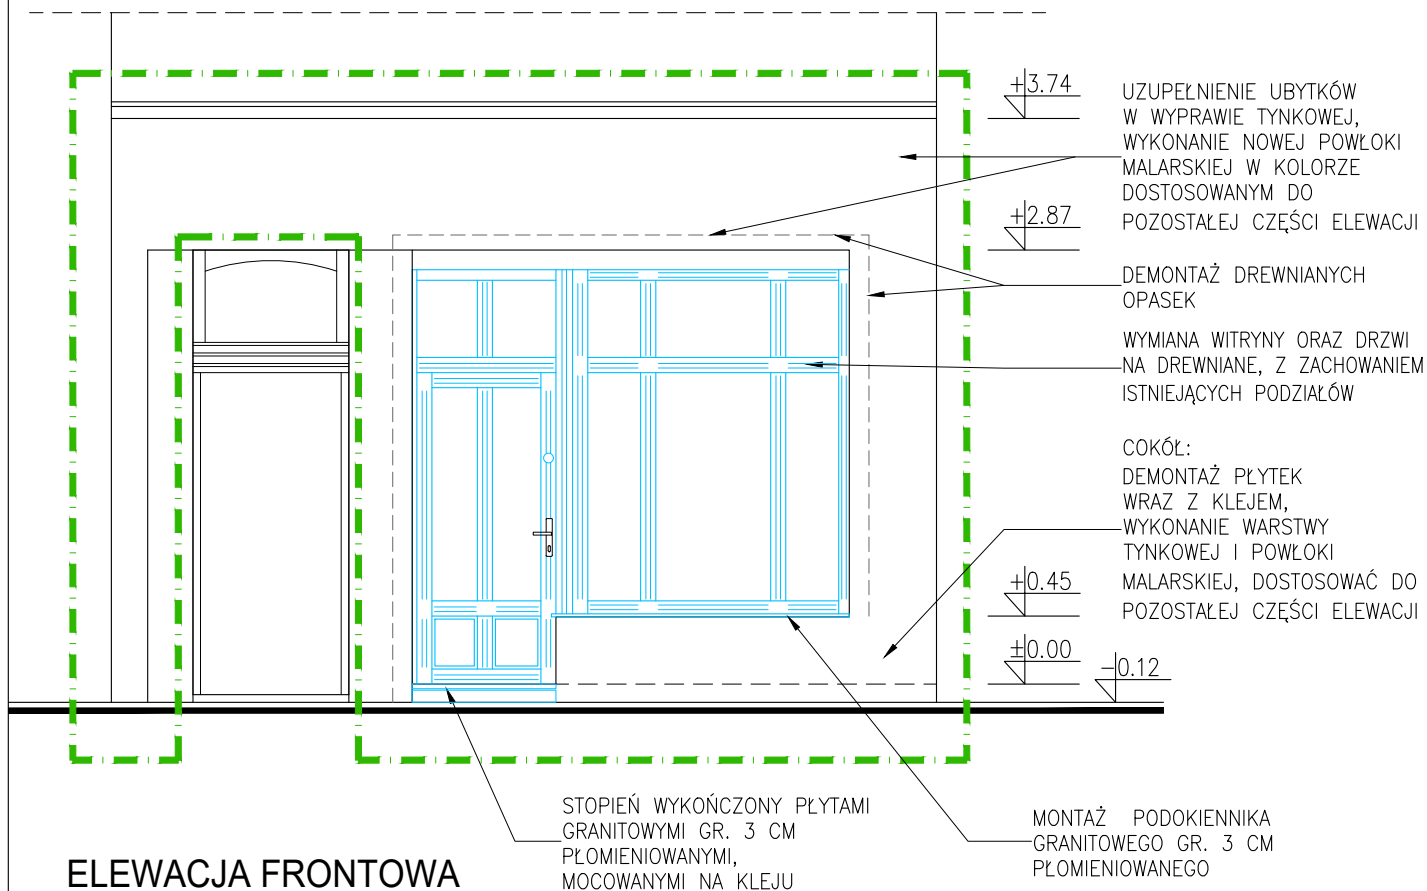 +3.74
UZUPEŁNIENIE UBYTKÓW
W WYPRAWIE TYNKOWEJ,
WYKONANIE NOWEJ POWŁOKI
MALARSKIEJ W KOLORZE
DOSTOSOWANYM DO
POZOSTAŁEJ CZĘŚCI ELEWACJI
+2.87
DEMONTAŻ DREWNIANYCH
OPASEK
WYMIANA WITRYNY ORAZ DRZWI
NA DREWNIANE, Z ZACHOWANIEM
ISTNIEJĄCYCH PODZIAŁÓW
COKÓŁ:
DEMONTAŻ PŁYTEK
WRAZ Z KLEJEM,
WYKONANIE WARSTWY
TYNKOWEJ I POWŁOKI
MALARSKIEJ, DOSTOSOWAĆ DO
POZOSTAŁEJ CZĘŚCI ELEWACJI
+0.45
±0.00
-0.12
STOPIEŃ WYKOŃCZONY PŁYTAMI
GRANITOWYMI GR. 3 CM
PŁOMIENIOWANYMI,
MOCOWANYMI NA KLEJU
MONTAŻ PODOKIENNIKA
GRANITOWEGO GR. 3 CM
PŁOMIENIOWANEGO
ELEWACJA FRONTOWA